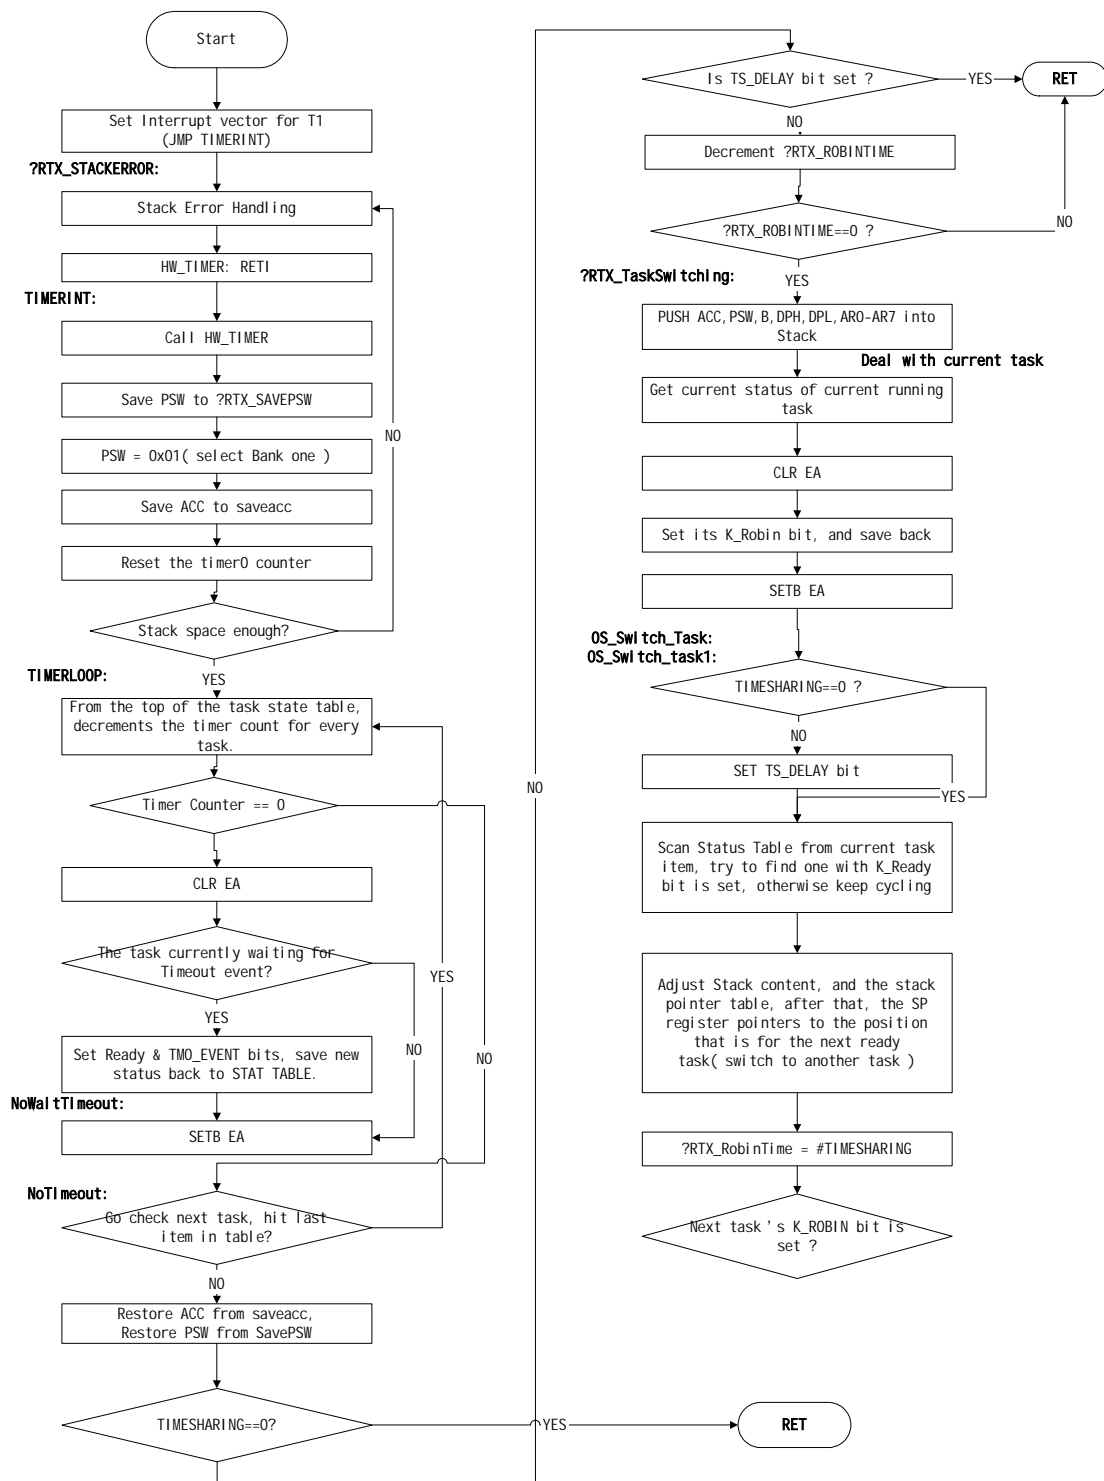 Start
Set Interrupt vector for T1
(JMP TIMERINT)
?RTX_STACKERROR:
Stack Error Handling
HW_TIMER: RETI
TIMERINT:
Call HW_TIMER
Save PSW to ?RTX_SAVEPSW
NO
PSW = 0x01( select Bank one )
Save ACC to saveacc
Reset the timer0 counter
Stack space enough?
TIMERLOOP:
YES
From the top of the task state table,
decrements the timer count for every
task.
Timer Counter == 0
CLR EA
The task currently waiting for
Timeout event?
YES
YES
NO
NO
Set Ready & TMO_EVENT bits, save new
status back to STAT TABLE.
NoWaitTimeout:
SETB EA
NoTimeout:
Go check next task, hit last
item in table?
NO
Restore ACC from saveacc,
Restore PSW from SavePSW
TIMESHARING==0?
YES
RET
NO
Is TS_DELAY bit set ?
YES
RET
NO
Decrement ?RTX_ROBINTIME
NO
?RTX_ROBINTIME==0 ?
?RTX_TaskSwitching:
YES
PUSH ACC,PSW,B,DPH,DPL,AR0-AR7 into
Stack
Deal with current task
Get current status of current running
task
CLR EA
Set its K_Robin bit, and save back
SETB EA
OS_Switch_Task:
OS_Switch_task1:
TIMESHARING==0 ?
NO
SET TS_DELAY bit
YES
Scan Status Table from current task
item, try to find one with K_Ready
bit is set, otherwise keep cycling
Adjust Stack content, and the stack
pointer table, after that, the SP
register pointers to the position
that is for the next ready
task( switch to another task )
?RTX_RobinTime = #TIMESHARING
Next task's K_ROBIN bit is
set ?